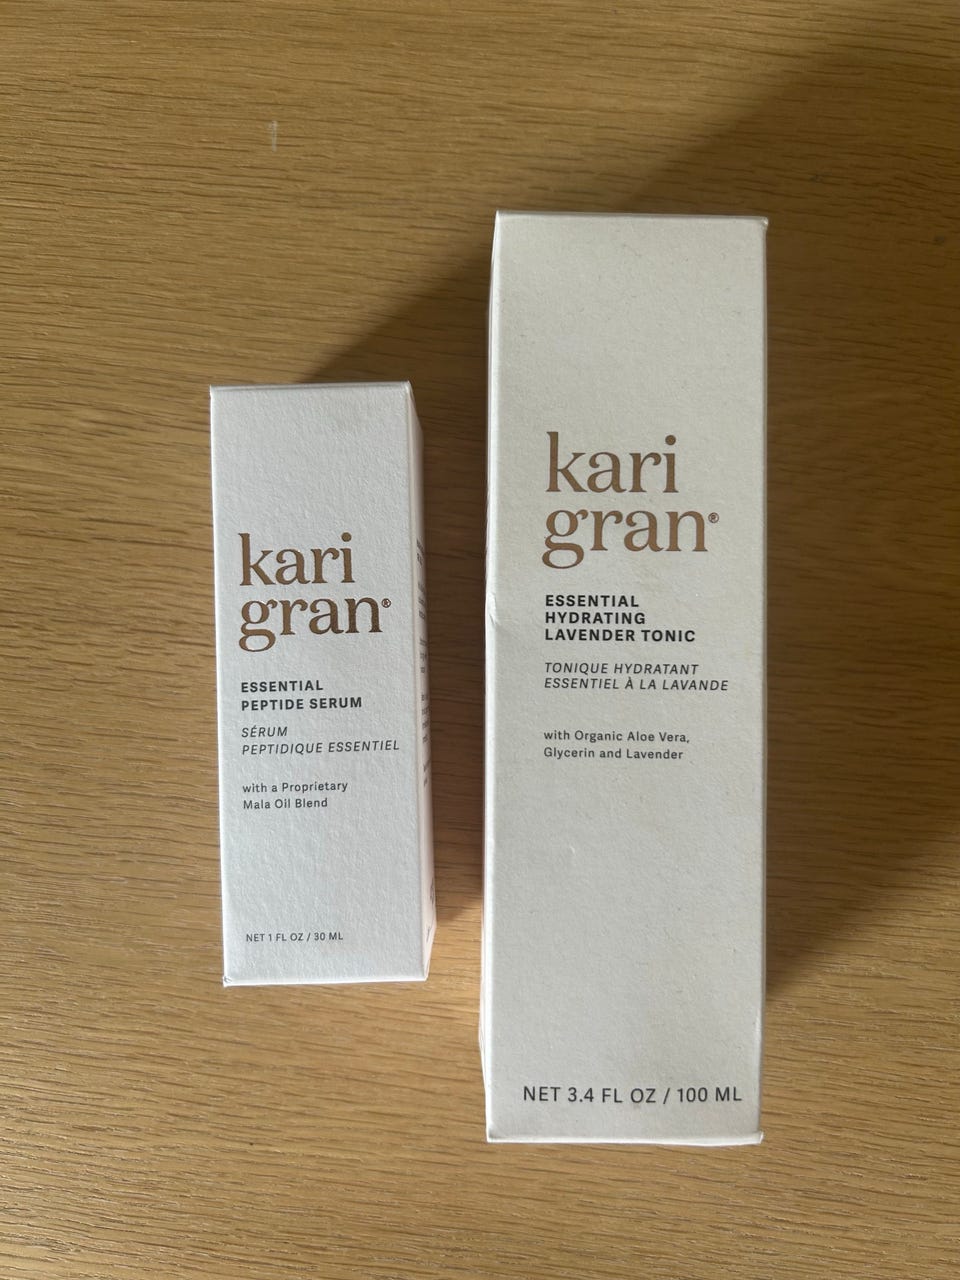 kari
gran®
ESSENTIAL
PEPTIDE SERUM
SÉRUM
PEPTIDIQUE ESSENTIEL
with a Proprietary
Mala Oil Blend
NET 1 FL OZ / 30 ML
kari
gran®
ESSENTIAL
HYDRATING
LAVENDER TONIC
TONIQUE HYDRATANT
ESSENTIEL À LA LAVANDE
with Organic Aloe Vera,
Glycerin and Lavender
NET 3.4 FL OZ / 100 ML